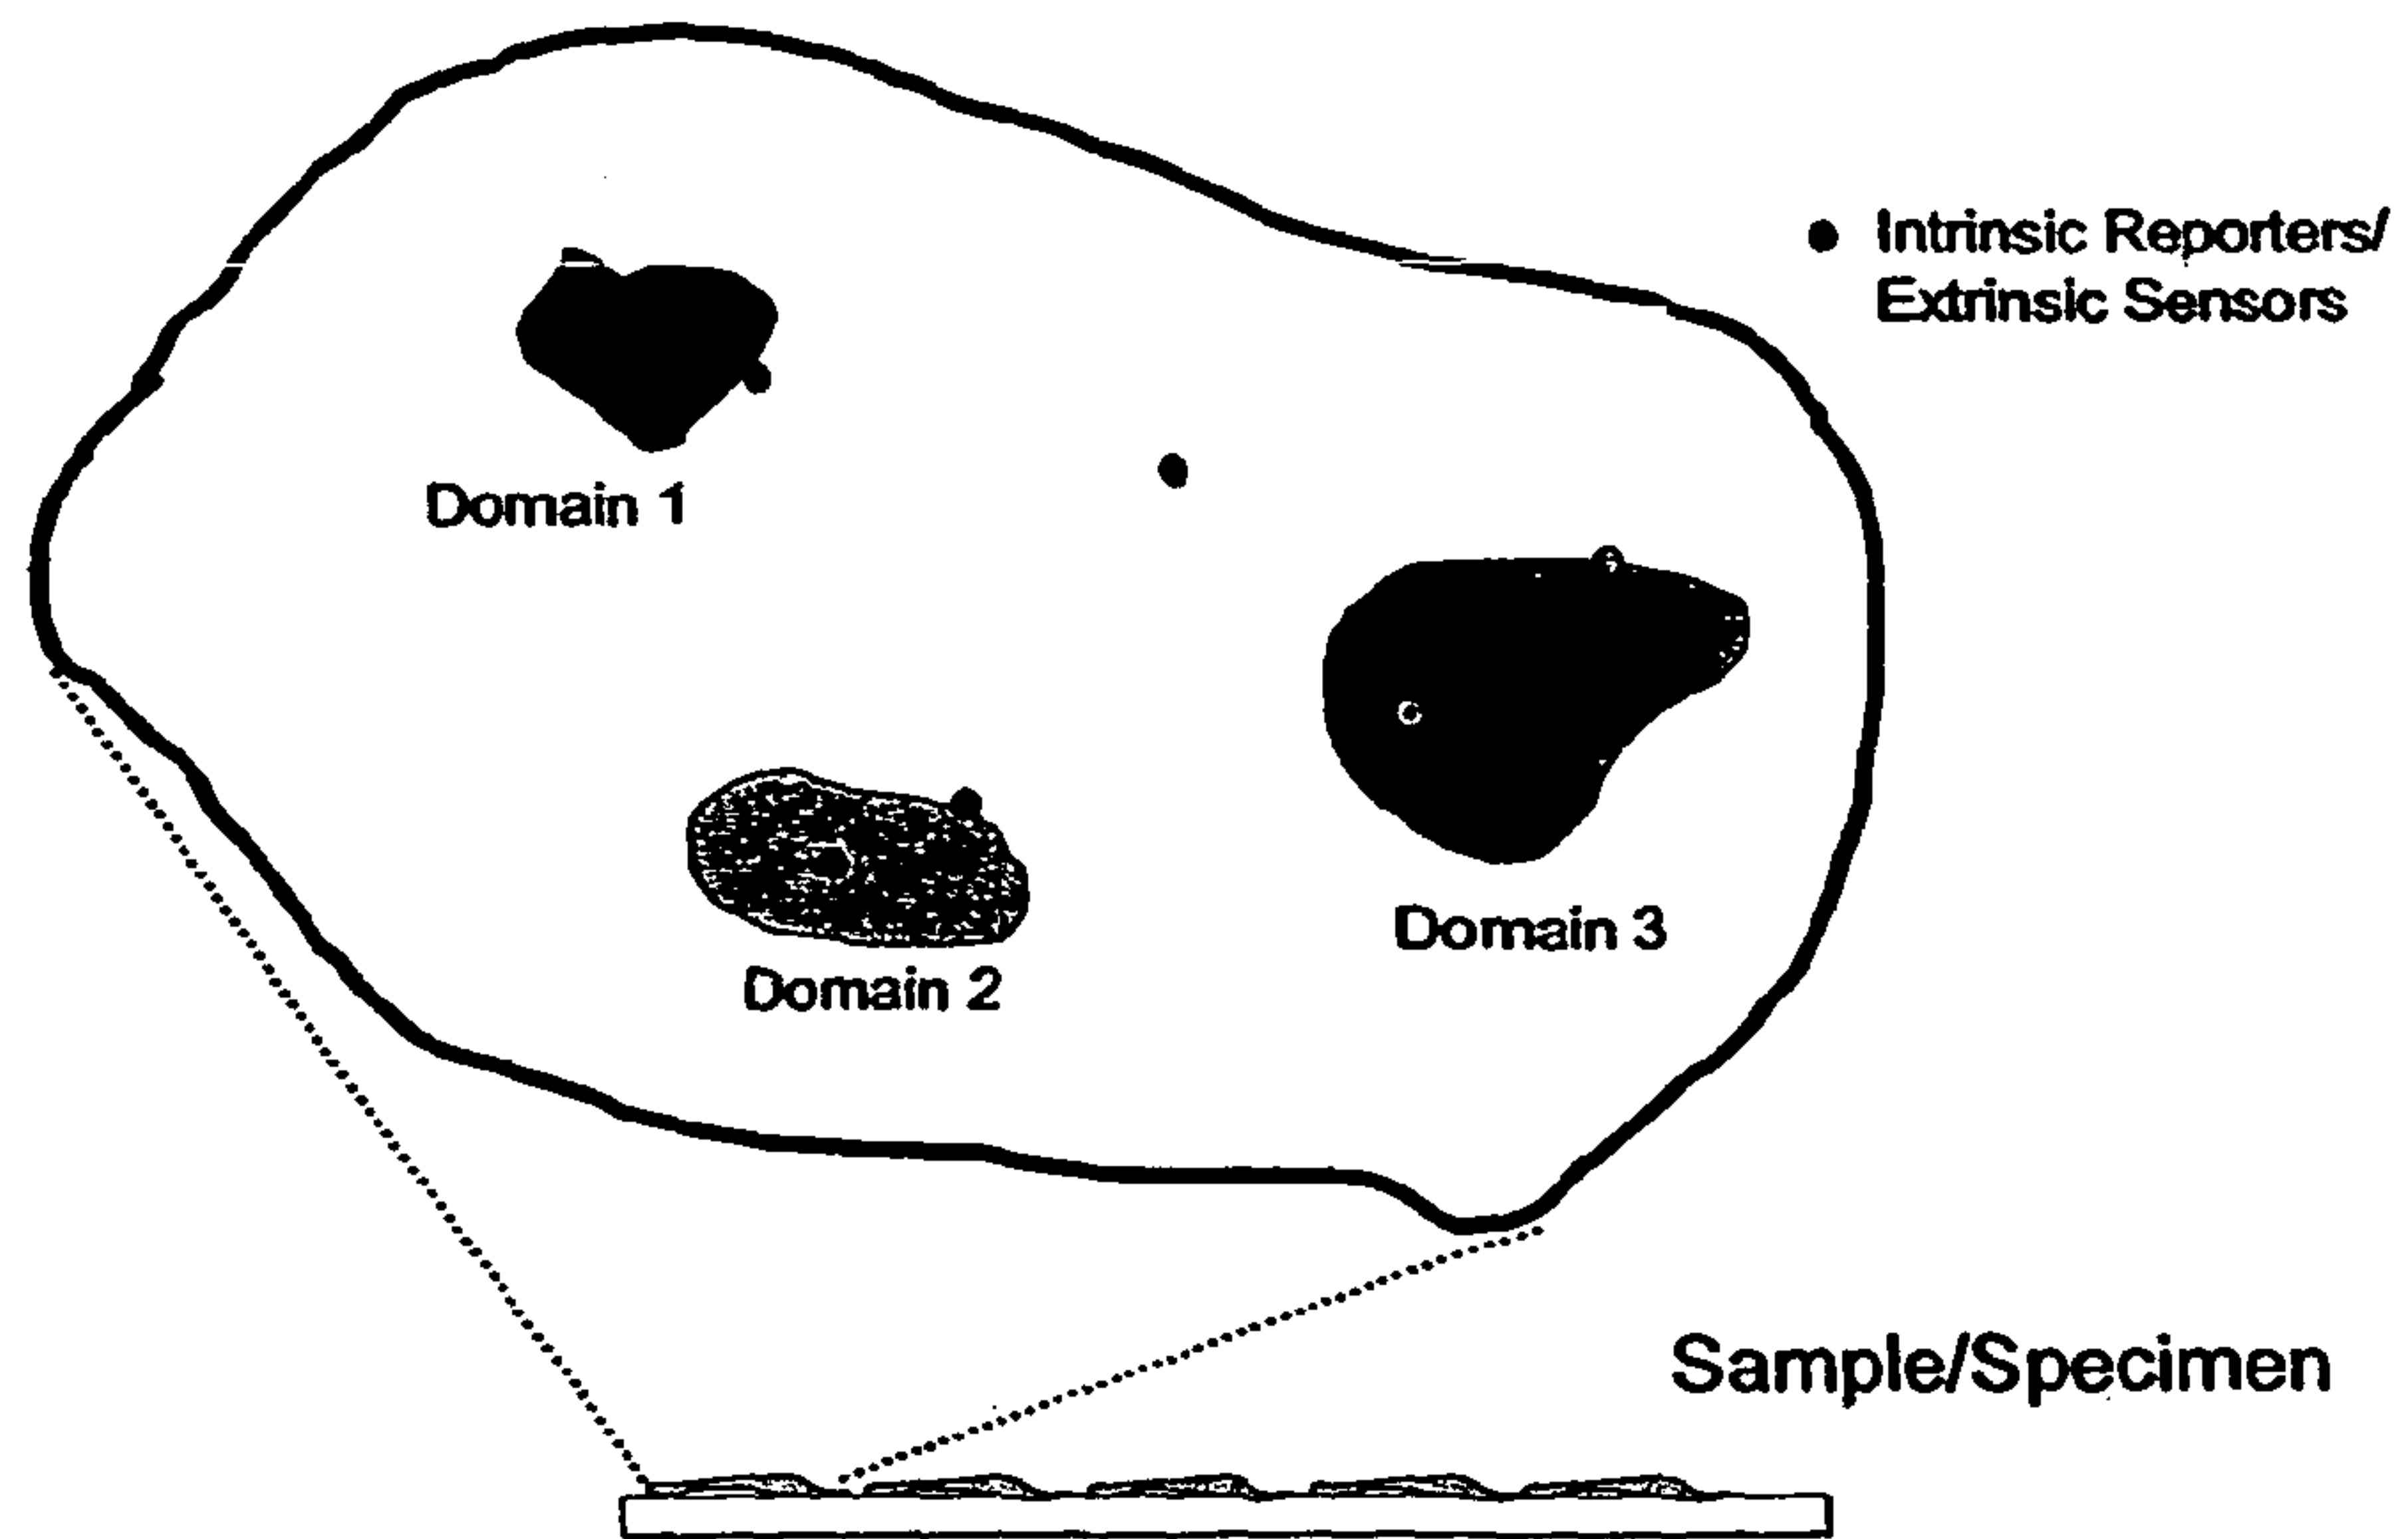 Intrinsic Reporters/
Extrinsic Sensors
Domain 1
Domain 3
Domain 2
Sample/Specimen